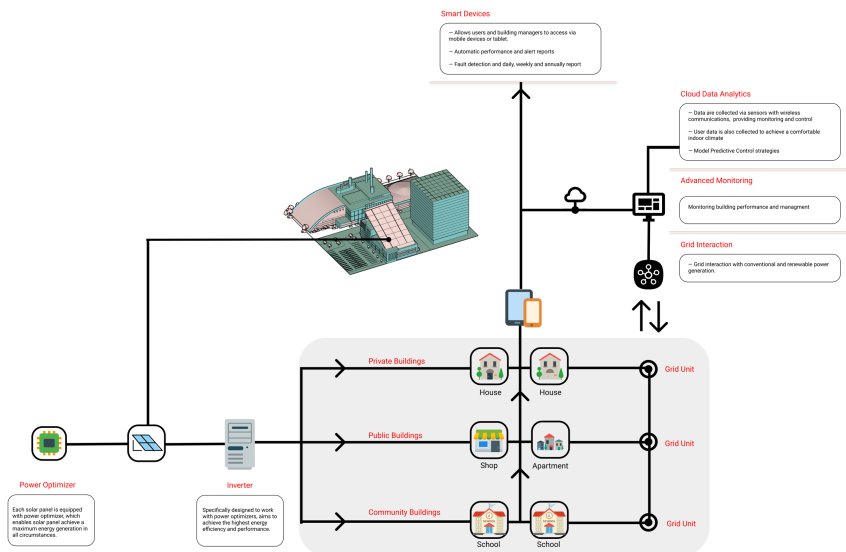 Smart Devices
— Allows users and building managers to access via
mobile devices or tablet.
— Automatic performance and alert reports
— Fault detection and daily, weekly and annually report
Cloud Data Analytics
— Data are collected via sensors with wireless
communications, providing monitoring and control
— User data is also collected to achieve a comfortable
indoor climate
— Model Predictive Control strategies
Advanced Monitoring
Monitoring building performance and managment
Grid Interaction
— Grid interaction with conventional and renewable power
generation.
Private Buildings
House
House
Grid Unit
Public Buildings
Shop
Apartment
Grid Unit
Community Buildings
SCHOOL
School
SCHOOL
School
Grid Unit
Power Optimizer
Each solar panel is equipped
with power optimizer, which
enables solar panel achieve a
maximum energy generation in
all circumstances.
Inverter
Specifically designed to work
with power optimizers, aims to
achieve the highest energy
efficiency and performance.